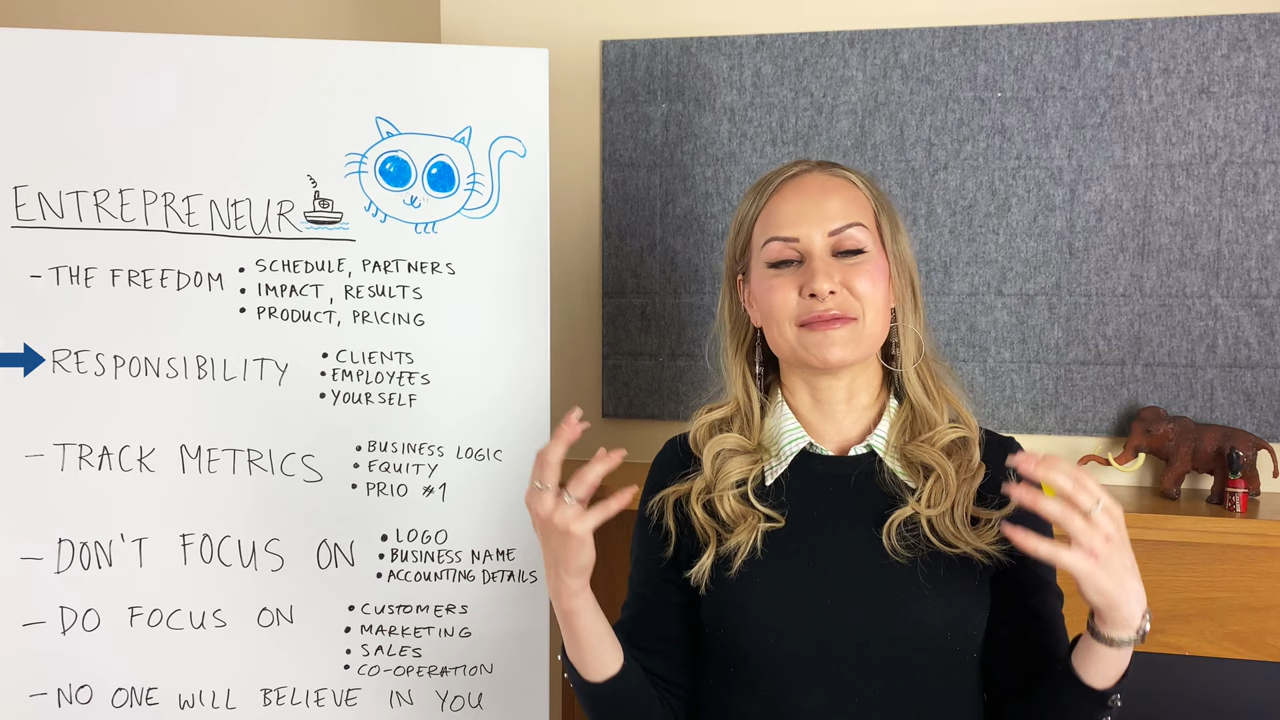 ENTREPRENEUR
- THE FREEDOM
• SCHEDULE, PARTNERS
• IMPACT, RESULTS
• PRODUCT, PRICING
RESPONSIBILITY
• CLIENTS
• EMPLOYEES
• YOURSELF
- TRACK METRICS
• BUSINESS LOGIC
• EQUITY
• PRIO #1
- DON'T FOCUS ON
• LOGO
• BUSINESS NAME
• ACCOUNTING DETAILS
- DO FOCUS ON
• CUSTOMERS
• MARKETING
• SALES
• CO-OPERATION
- NO ONE WILL BELIEVE IN YOU